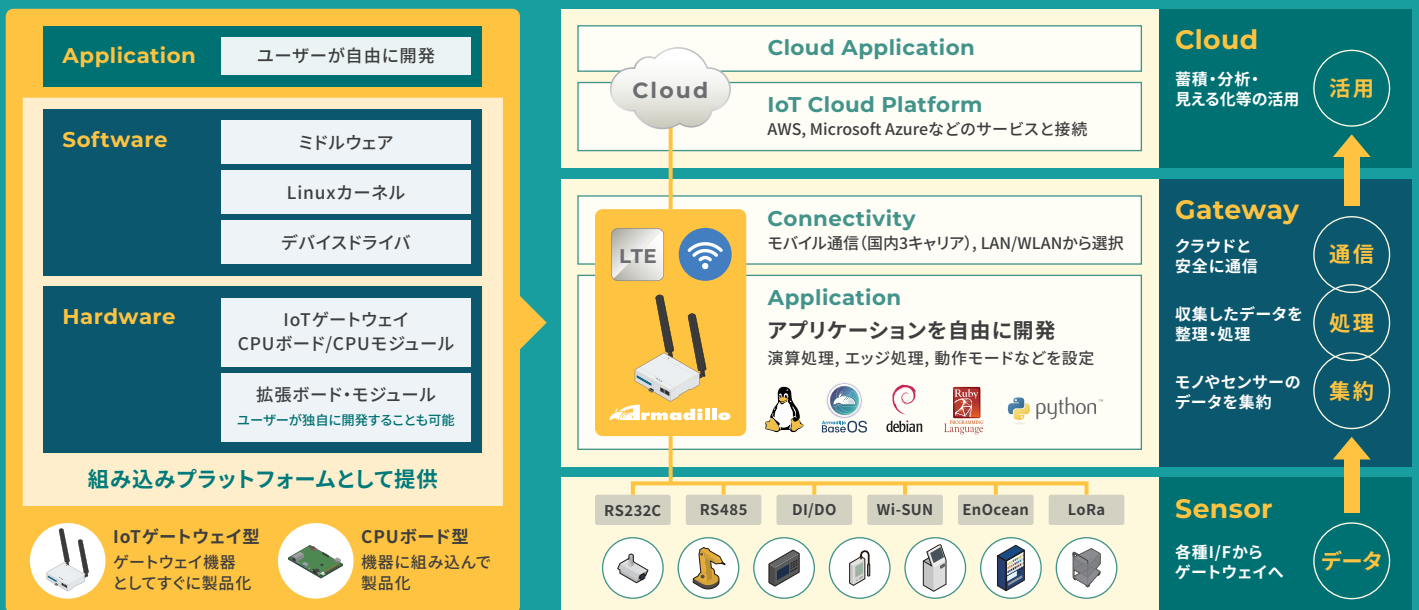 Application
ユーザーが自由に開発
Software
ミドルウェア
Linuxカーネル
デバイスドライバ
Hardware
IoTゲートウェイ
CPUボード/CPUモジュール
拡張ボード・モジュール
ユーザーが独自に開発することも可能
組み込みプラットフォームとして提供
IoTゲートウェイ型
ゲートウェイ機器
としてすぐに製品化
CPUボード型
機器に組み込んで
製品化
Cloud
Cloud Application
IoT Cloud Platform
AWS, Microsoft Azureなどのサービスと接続
LTE
Armadillo
Connectivity
モバイル通信(国内3キャリア), LAN/WLANから選択
Application
アプリケーションを自由に開発
演算処理, エッジ処理, 動作モードなどを設定
Armadillo
Base OS
debian
Ruby
PROGRAMMING
Language
python™
RS232C
RS485
DI/DO
Wi-SUN
EnOcean
LoRa
Cloud
蓄積・分析・
見える化等の活用
活用
Gateway
クラウドと
安全に通信
通信
収集したデータを
整理・処理
処理
モノやセンサーの
データを集約
集約
Sensor
各種I/Fから
ゲートウェイへ
データ